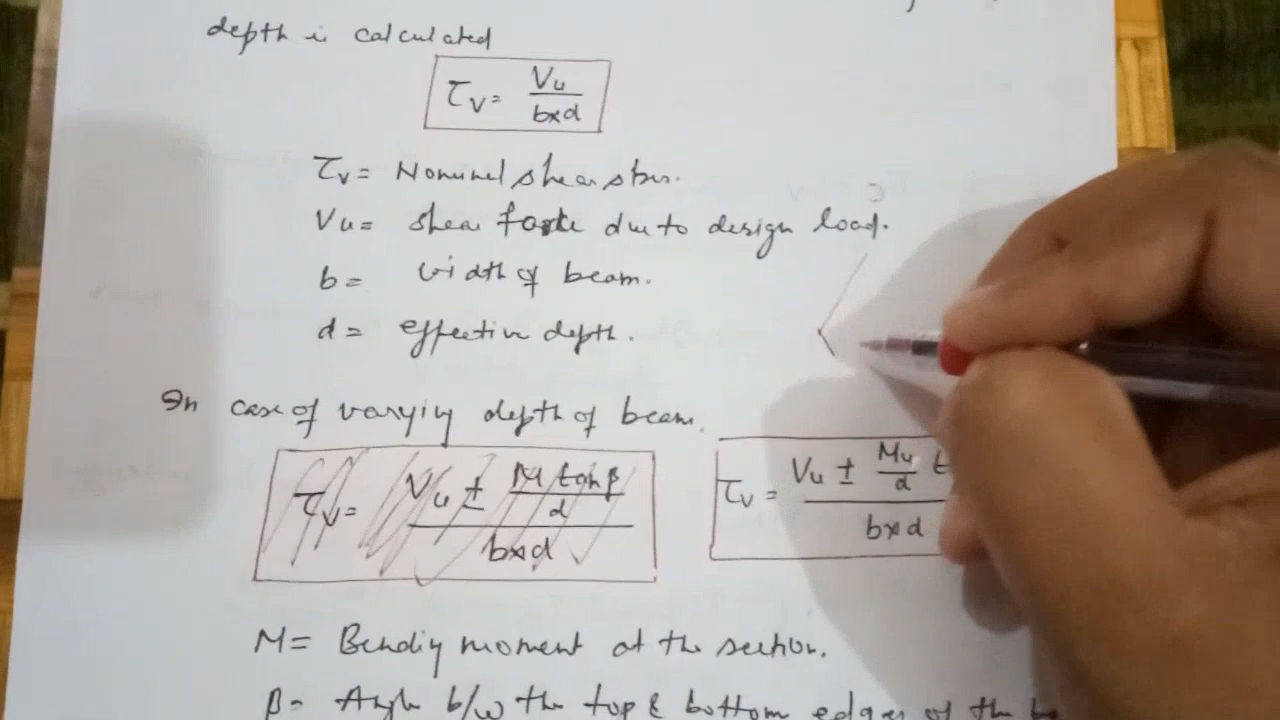 depth is calculated
τv = Vu / b×d
τv = Nominal shear stress.
Vu = shear force due to design load.
b = width of beam.
d = effective depth.
In case of varying depth of beam.
τv = Vu ± M tan β / d / b×d
τv = Vu ± Mu / d t / b×d
M = Bending moment at the section.
β = Angle b/w the top & bottom edges of the be